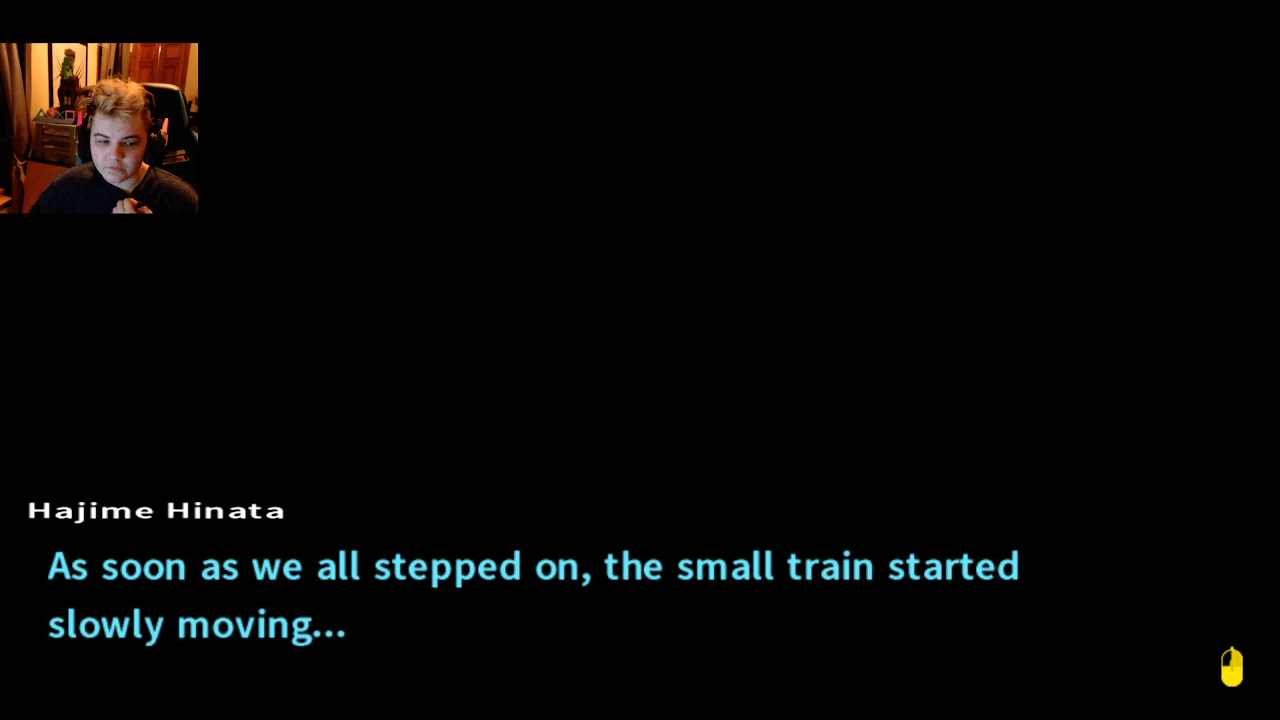 Hajime Hinata
As soon as we all stepped on, the small train started
slowly moving...